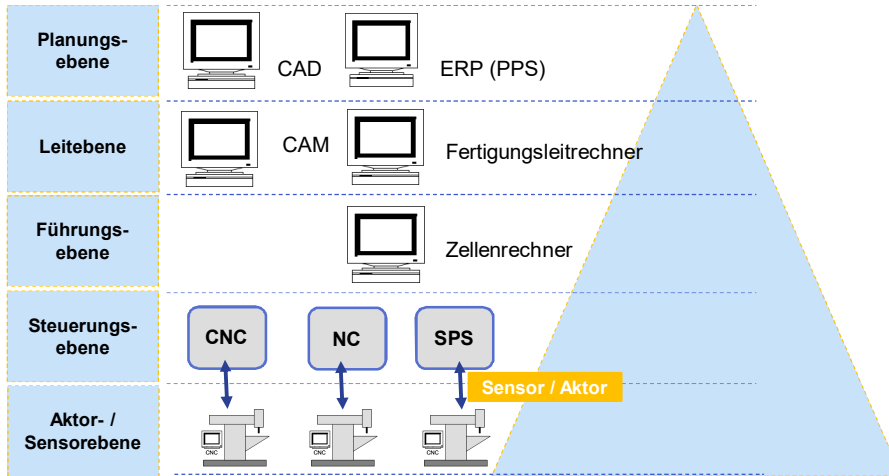 Planungs-
ebene
CAD
ERP (PPS)
Leitebene
CAM
Fertigungsleitrechner
Führungs-
ebene
Zellenrechner
Steuerungs-
ebene
CNC
NC
SPS
Sensor / Aktor
Aktor- /
Sensorebene
CNC
CNC
CNC